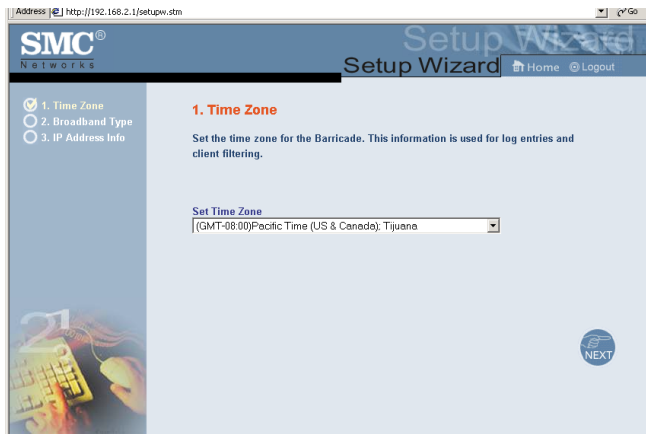 Address http://192.168.2.1/setupw.stm Go
SMC®
Networks
Setup Wizard
Setup Wizard Home Logout
1. Time Zone
2. Broadband Type
3. IP Address Info
1. Time Zone
Set the time zone for the Barricade. This information is used for log entries and
client filtering.
Set Time Zone
(GMT-08:00)Pacific Time (US & Canada); Tijuana
NEXT